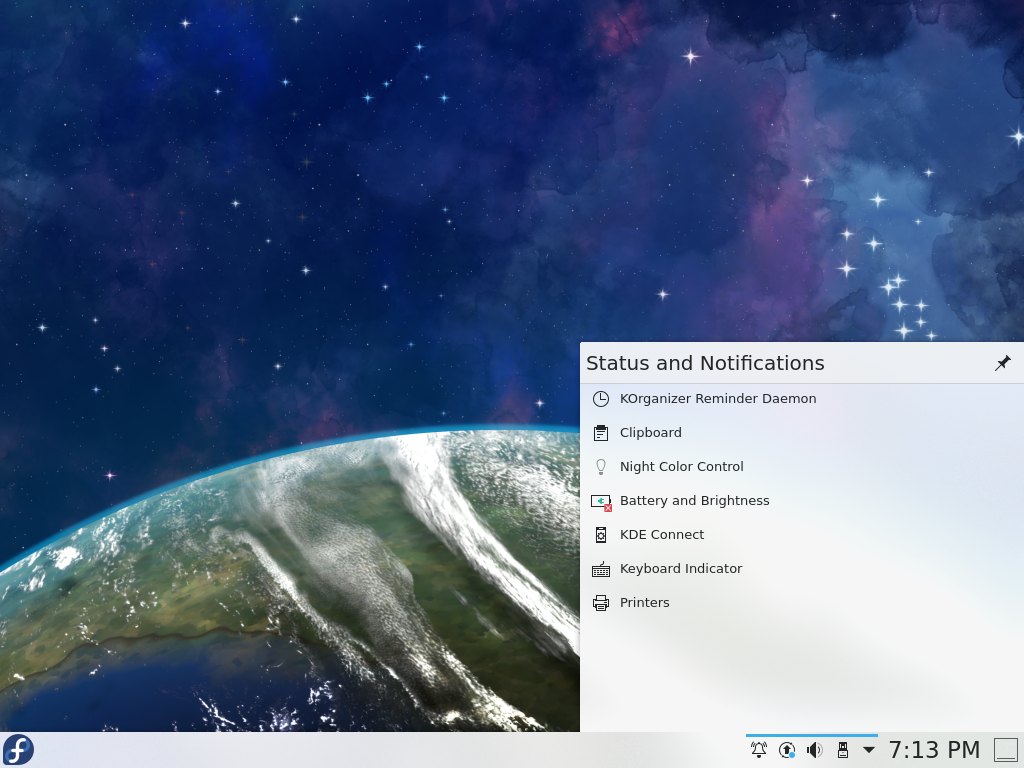 Status and Notifications
KOrganizer Reminder Daemon
Clipboard
Night Color Control
Battery and Brightness
KDE Connect
Keyboard Indicator
Printers
7:13 PM